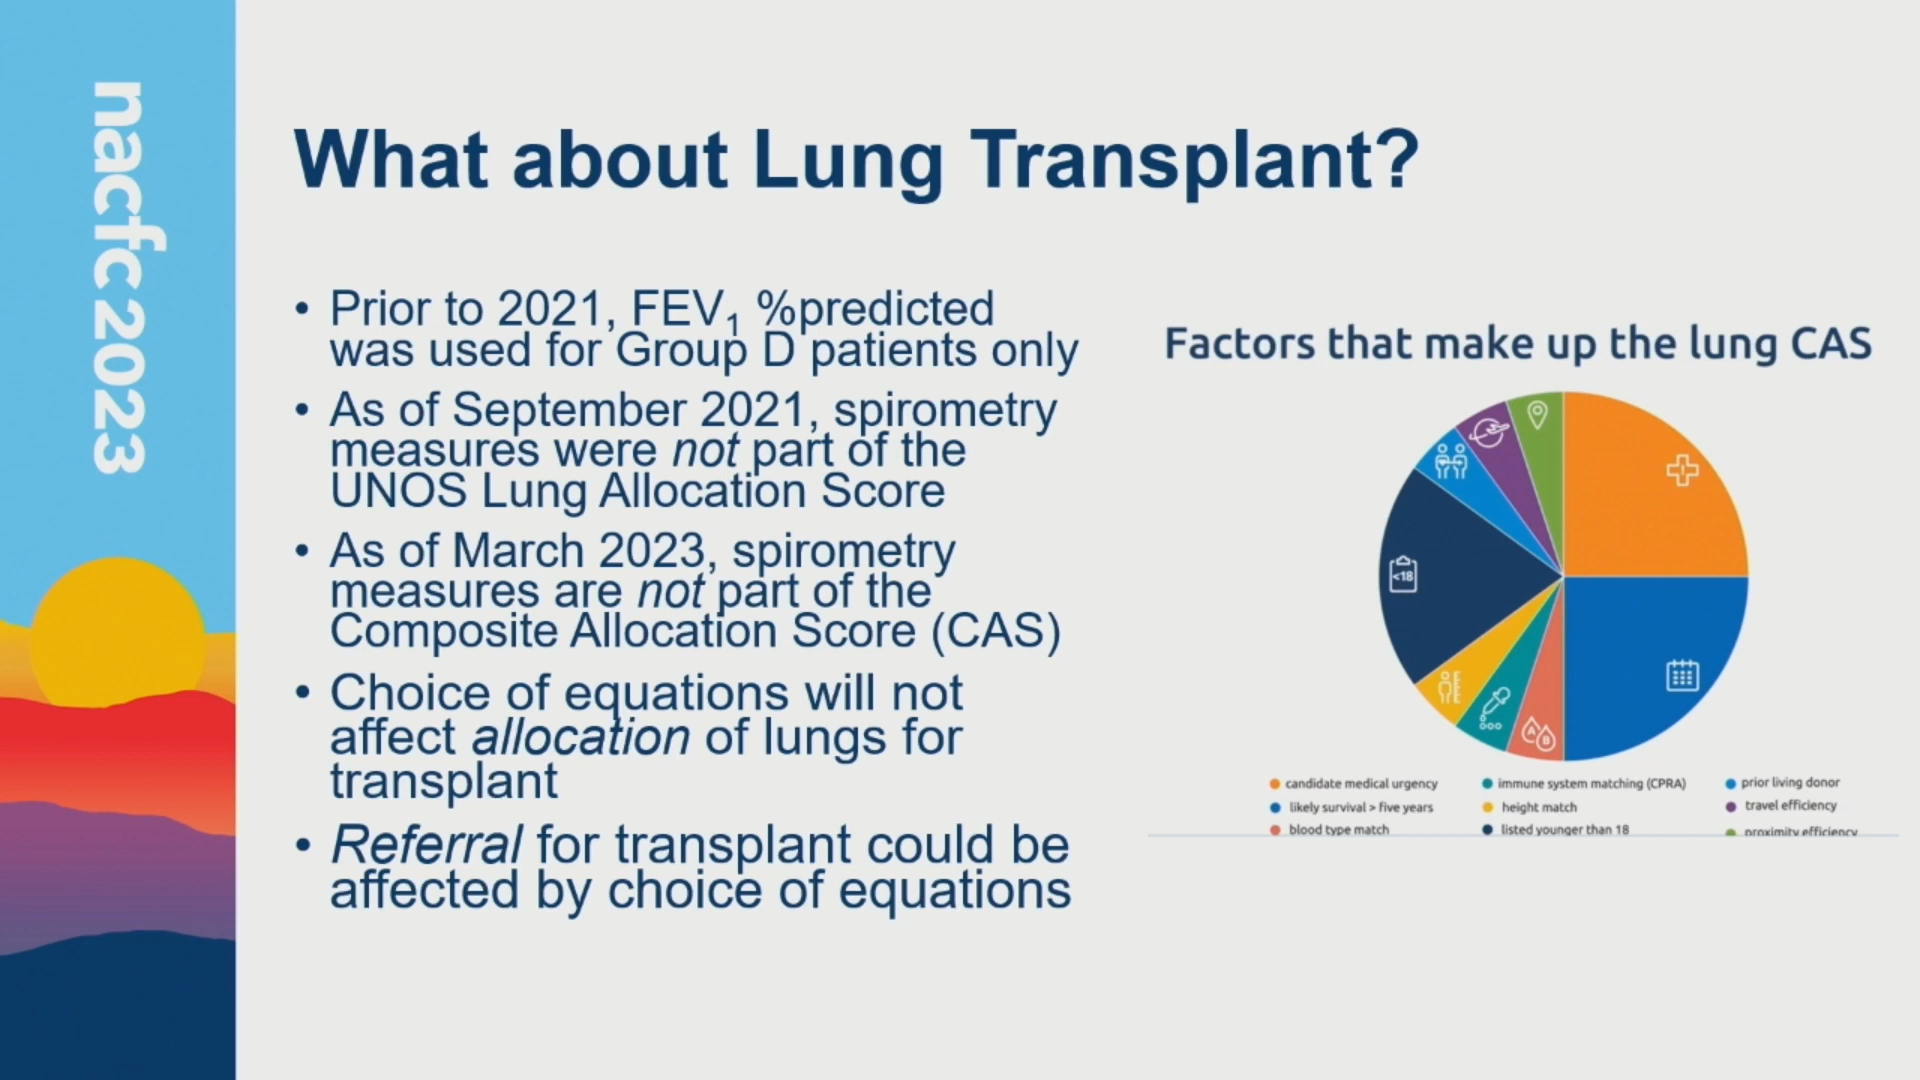 nacfc 2023
What about Lung Transplant?
• Prior to 2021, FEV₁ %predicted
was used for Group D patients only
• As of September 2021, spirometry
measures were not part of the
UNOS Lung Allocation Score
• As of March 2023, spirometry
measures are not part of the
Composite Allocation Score (CAS)
• Choice of equations will not
affect allocation of lungs for
transplant
• Referral for transplant could be
affected by choice of equations
Factors that make up the lung CAS
<18
A B
candidate medical urgency
likely survival > five years
blood type match
immune system matching (CPRA)
height match
listed younger than 18
prior living donor
travel efficiency
proximity efficiency